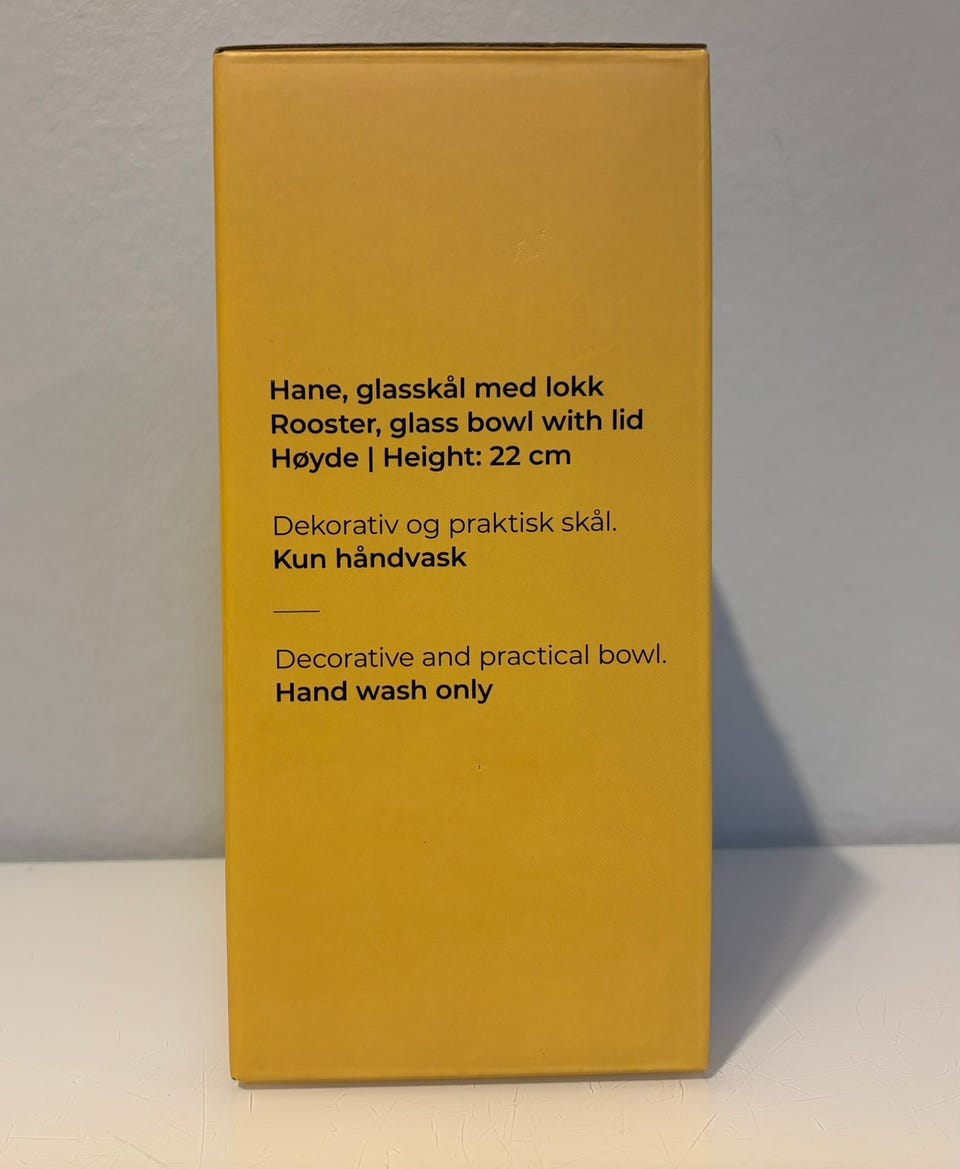 Hane, glasskål med lokk
Rooster, glass bowl with lid
Høyde | Height: 22 cm
Dekorativ og praktisk skål.
Kun håndvask
Decorative and practical bowl.
Hand wash only